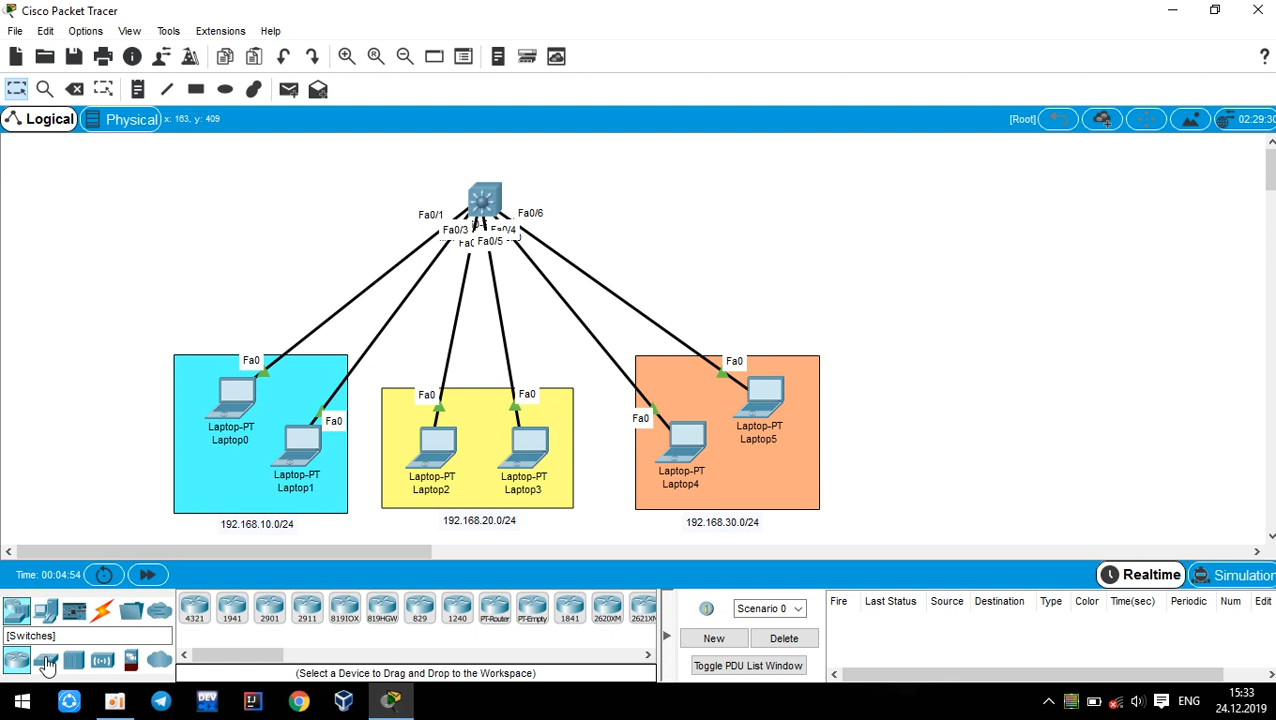 Cisco Packet Tracer
File Edit Options View Tools Extensions Help
Logical Physical x: 163, y: 409 [Root] 02:29:30
Fa0/1 Fa0/6
Fa0/3 Fa0/4
Fa0/5
Fa0 Fa0
Laptop-PT
Laptop0
Fa0 Fa0
Fa0 Fa0
Laptop-PT
Laptop5
Laptop-PT Laptop-PT Laptop-PT Laptop-PT
Laptop1 Laptop2 Laptop3 Laptop4
192.168.10.0/24 192.168.20.0/24 192.168.30.0/24
Time: 00:04:54 Realtime Simulation
Scenario 0
Fire Last Status Source Destination Type Color Time(sec) Periodic Num Edit
4321 1941 2901 2911 819IOX 819HGW 829 1240 PT-Router PT-Empty 1841 2620XM 2621XM
[Switches]
New Delete
Toggle PDU List Window
(Select a Device to Drag and Drop to the Workspace)
DEV
ENG
15:33
24.12.2019